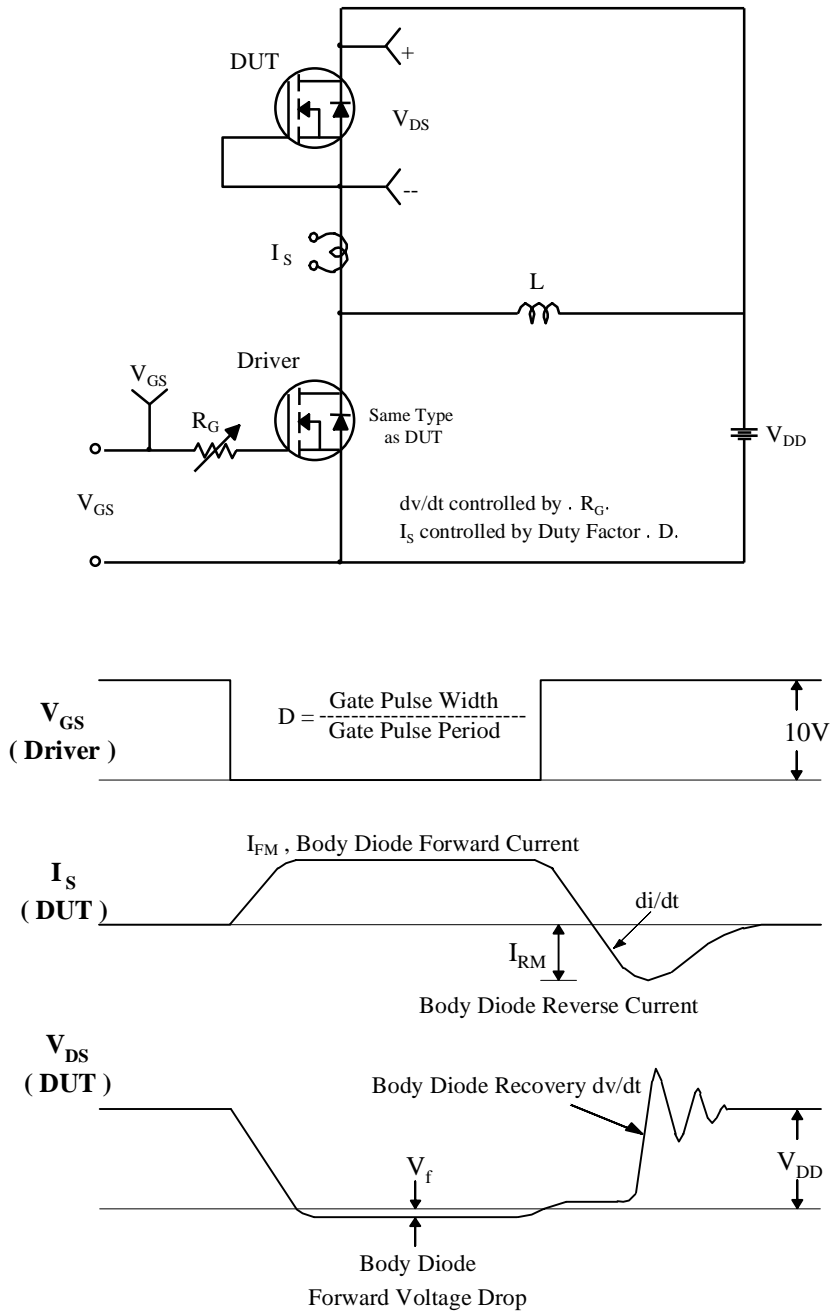 DUT
+
V_DS
--
I_S
L
Driver
V_GS
R_G
Same Type
as DUT
V_DD
V_GS
dv/dt controlled by . R_G.
I_S controlled by Duty Factor . D.
V_GS
( Driver )
D = Gate Pulse Width
Gate Pulse Period
10V
I_FM , Body Diode Forward Current
I_S
( DUT )
di/dt
I_RM
Body Diode Reverse Current
V_DS
( DUT )
Body Diode Recovery dv/dt
V_f
V_DD
Body Diode
Forward Voltage Drop